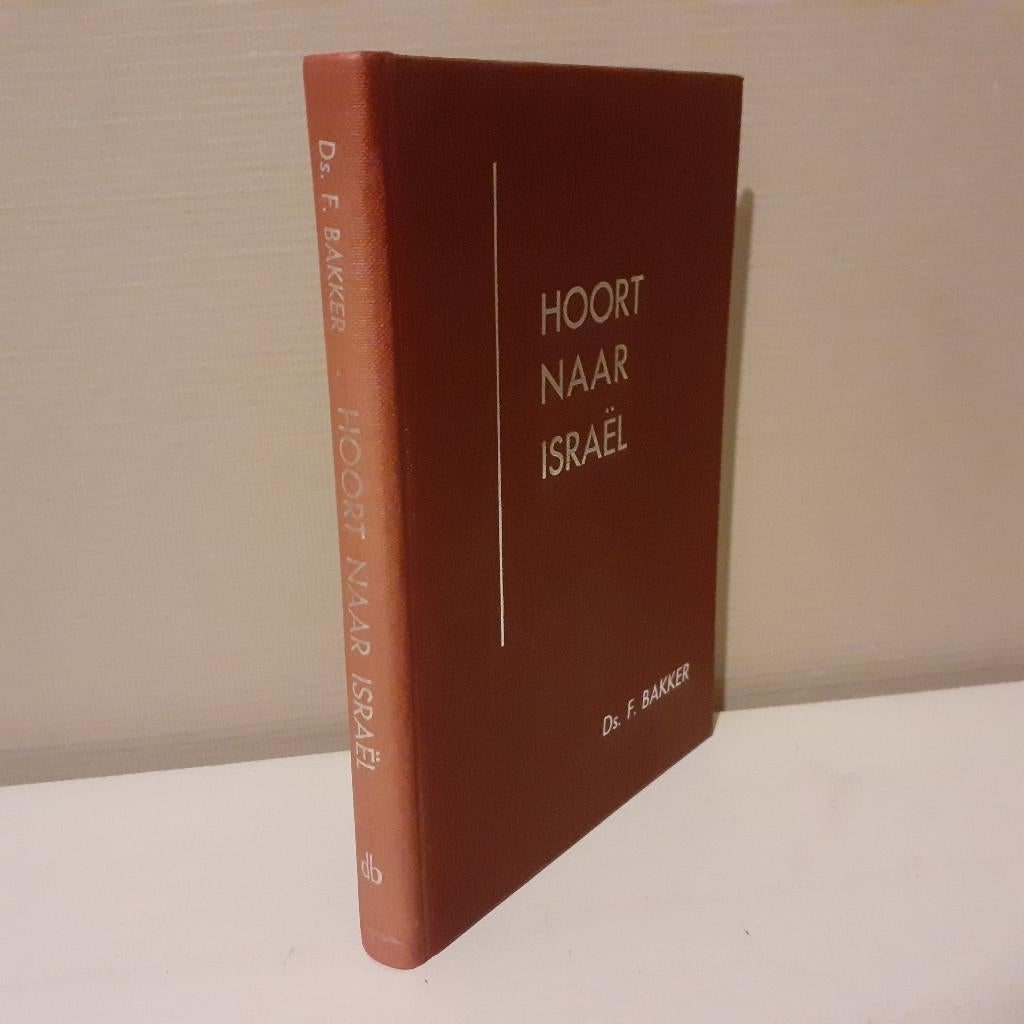 Ds. F. BAKKER - HOORT NAAR ISRAËL
db
HOORT
NAAR
ISRAËL
Ds. F. BAKKER